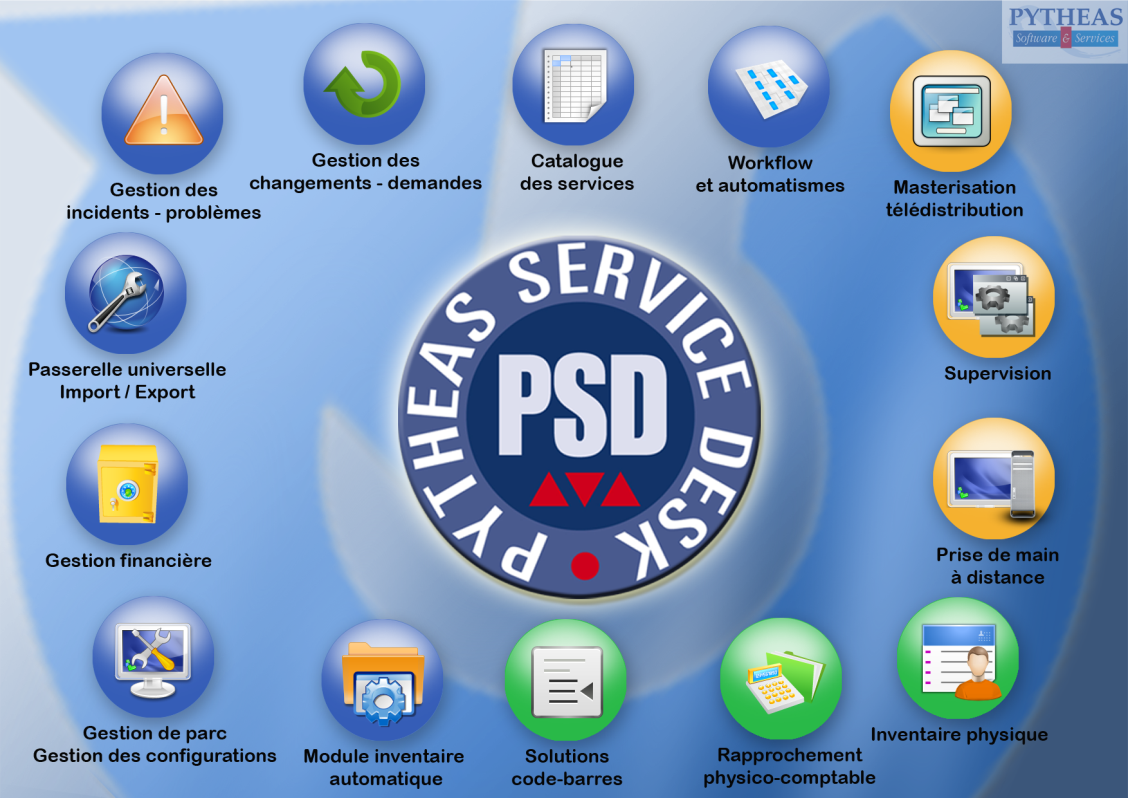 PYTHEAS
Software & Services
Gestion des
incidents - problèmes
Gestion des
changements - demandes
Catalogue
des services
Workflow
et automatismes
Masterisation
télédistribution
Passerelle universelle
Import / Export
Supervision
PYTHEAS SERVICE DESK
PSD
Gestion financière
Prise de main
à distance
Gestion de parc
Gestion des configurations
Module inventaire
automatique
Solutions
code-barres
Rapprochement
physico-comptable
Inventaire physique